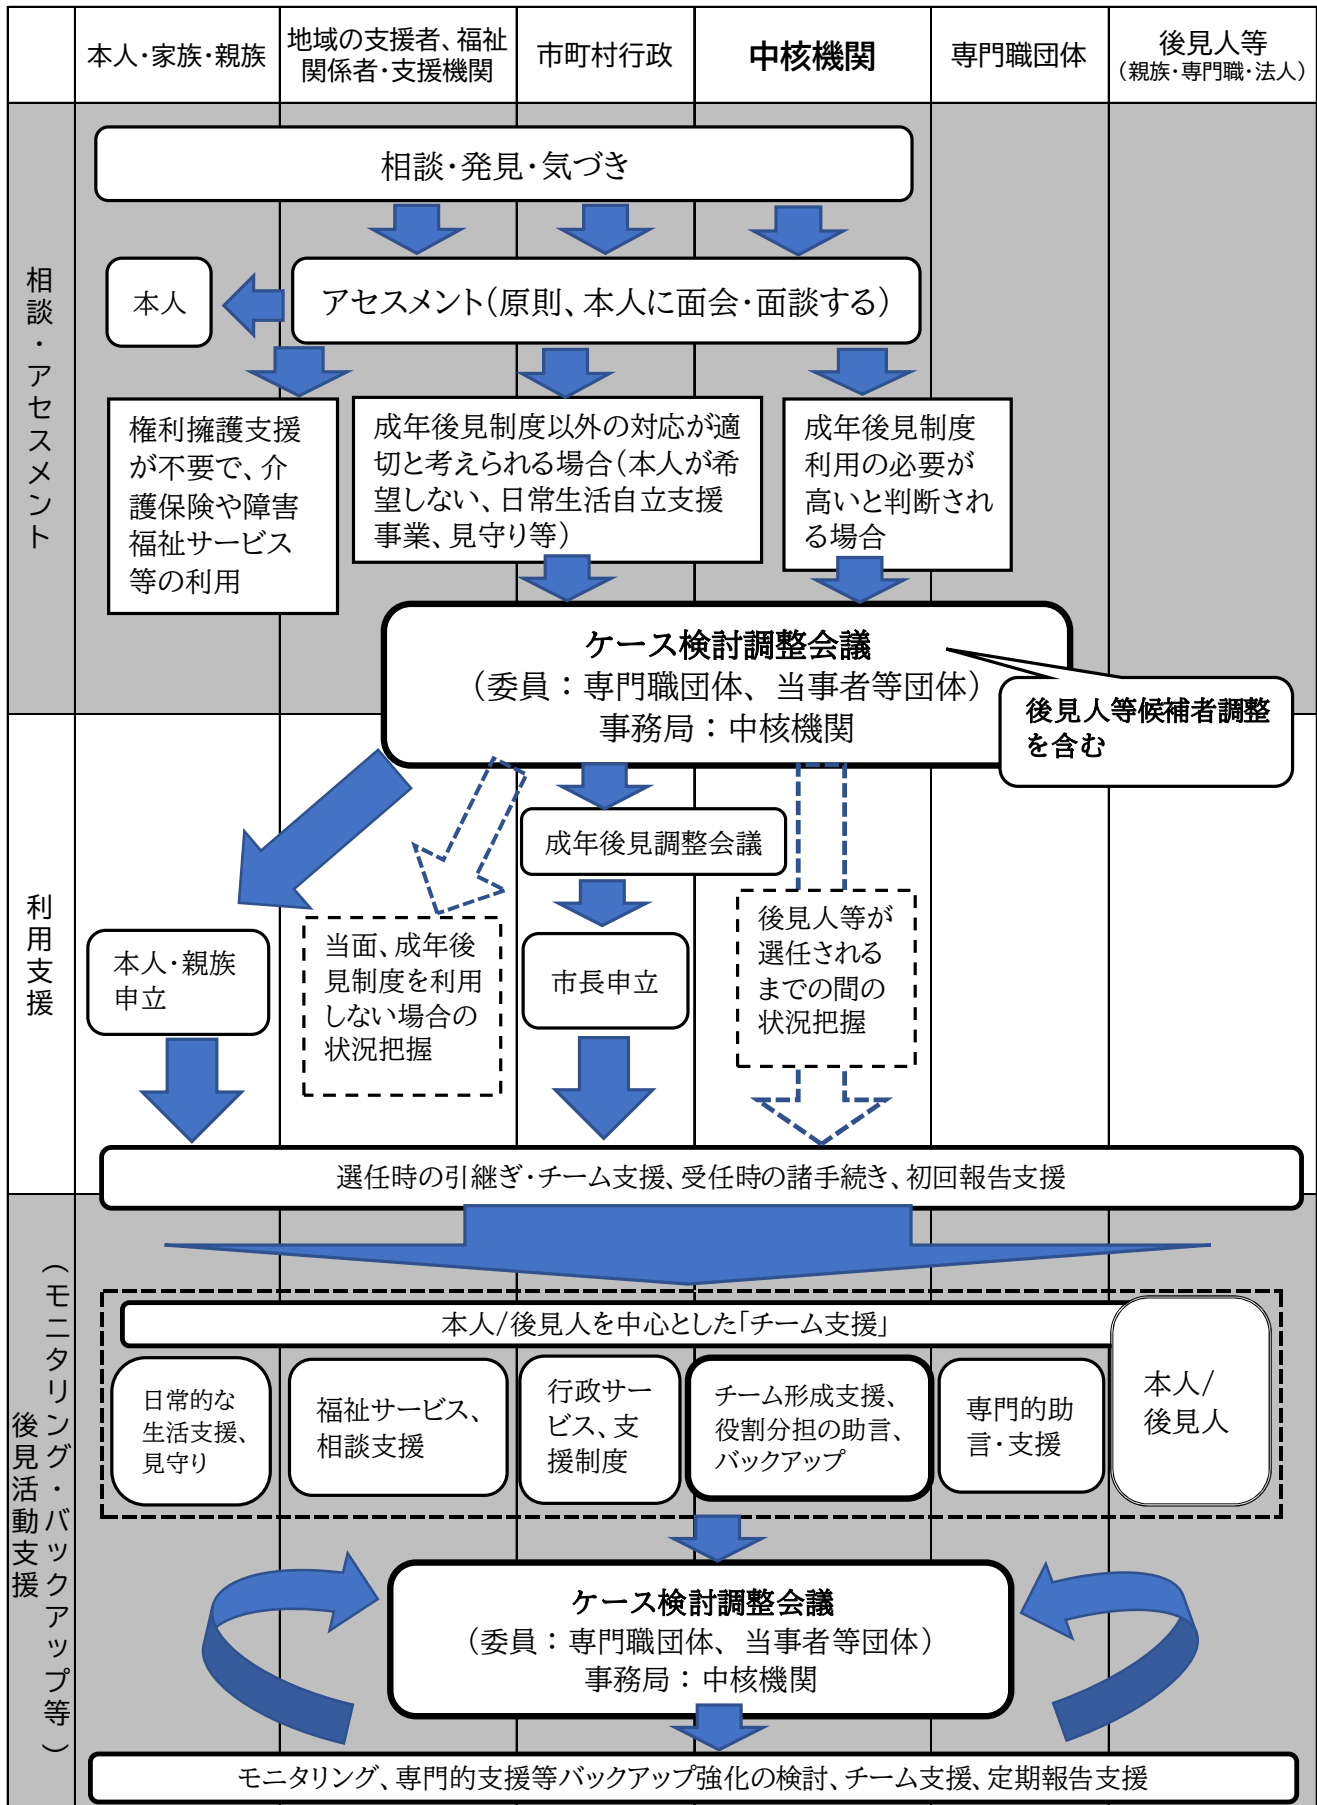 本人・家族・親族
地域の支援者、福祉
関係者・支援機関
市町村行政
中核機関
専門職団体
後見人等
（親族・専門職・法人）
相談・アセスメント
相談・発見・気づき
本人
アセスメント（原則、本人に面会・面談する）
権利擁護支援
が不要で、介
護保険や障害
福祉サービス
等の利用
成年後見制度以外の対応が適
切と考えられる場合（本人が希
望しない、日常生活自立支援
事業、見守り等）
成年後見制度
利用の必要が
高いと判断され
る場合
ケース検討調整会議
（委員：専門職団体、当事者等団体）
事務局：中核機関
後見人等候補者調整
を含む
利用支援
成年後見調整会議
本人・親族
申立
当面、成年後
見制度を利用
しない場合の
状況把握
市長申立
後見人等が
選任される
までの間の
状況把握
選任時の引継ぎ・チーム支援、受任時の諸手続き、初回報告支援
後見活動支援
（モニタリング・バックアップ等）
本人/後見人を中心とした「チーム支援」
日常的な
生活支援、
見守り
福祉サービス、
相談支援
行政サー
ビス、支
援制度
チーム形成支援、
役割分担の助言、
バックアップ
専門的助
言・支援
本人/
後見人
ケース検討調整会議
（委員：専門職団体、当事者等団体）
事務局：中核機関
モニタリング、専門的支援等バックアップ強化の検討、チーム支援、定期報告支援